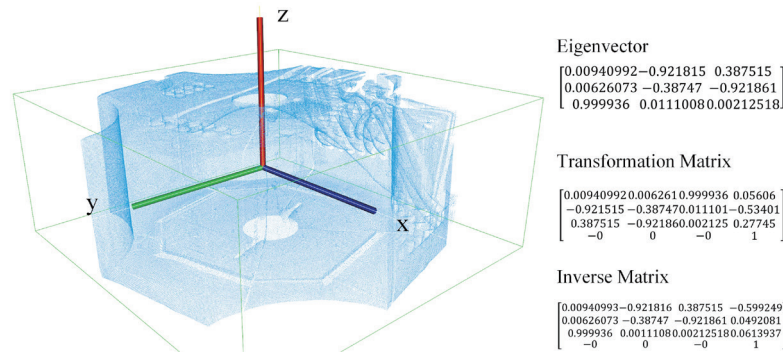 z
y
x
Eigenvector
0.00940992−0.921815 0.387515
0.00626073 −0.38747 −0.921861
0.999936 0.0111008 0.00212518
Transformation Matrix
0.00940992 0.006261 0.999936 0.05606
−0.921515 −0.387470.011101−0.53401
0.387515 −0.921860.002125 0.27745
−0 0 −0 1
Inverse Matrix
0.00940993−0.921816 0.387515 −0.599249
0.00626073 −0.38747 −0.921861 0.0492081
0.999936 0.0011108 0.00212518 0.0613937
−0 0 −0 1